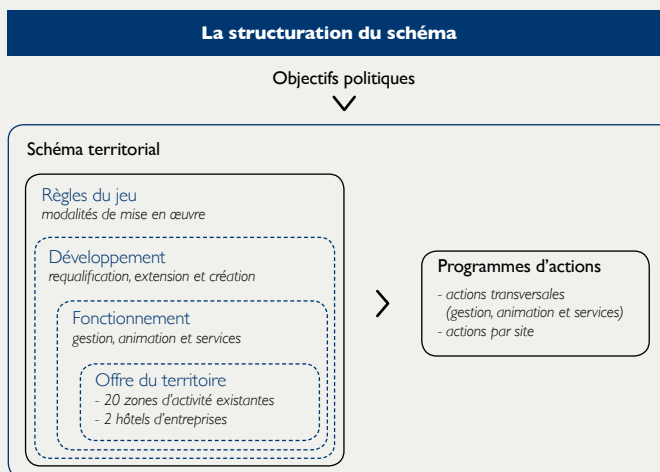 La structuration du schéma
Objectifs politiques
Schéma territorial
Règles du jeu
modalités de mise en œuvre
Développement
requalification, extension et création
Fonctionnement
gestion, animation et services
Offre du territoire
- 20 zones d'activité existantes
- 2 hôtels d'entreprises
Programmes d'actions
- actions transversales
(gestion, animation et services)
- actions par site